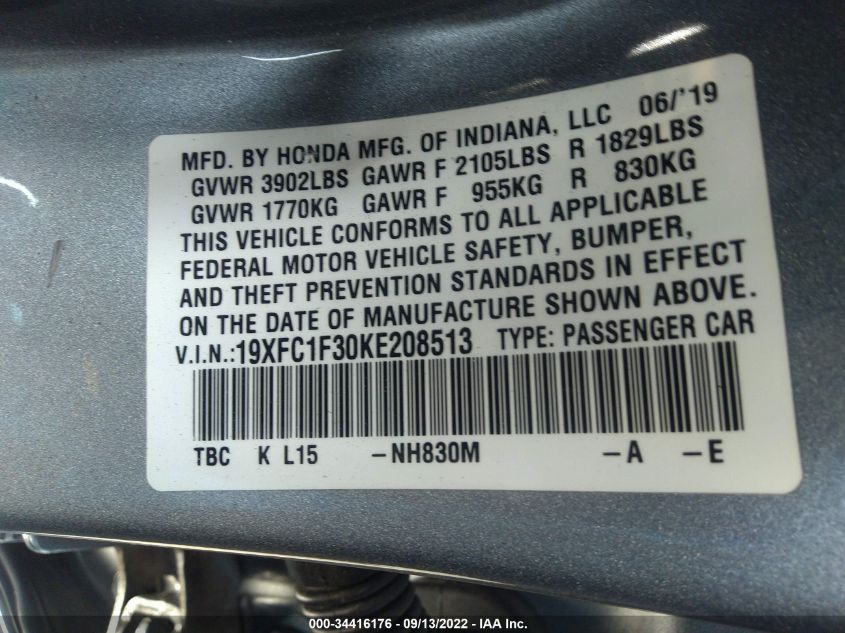 MFD. BY HONDA MFG. OF INDIANA, LLC 06/'19
GVWR 3902LBS GAWR F 2105LBS R 1829LBS
GVWR 1770KG GAWR F 955KG R 830KG
THIS VEHICLE CONFORMS TO ALL APPLICABLE
FEDERAL MOTOR VEHICLE SAFETY, BUMPER,
AND THEFT PREVENTION STANDARDS IN EFFECT
ON THE DATE OF MANUFACTURE SHOWN ABOVE.
V.I.N.:19XFC1F30KE208513 TYPE: PASSENGER CAR
TBC K L15 -NH830M -A -E
000-34416176 - 09/13/2022 - IAA Inc.